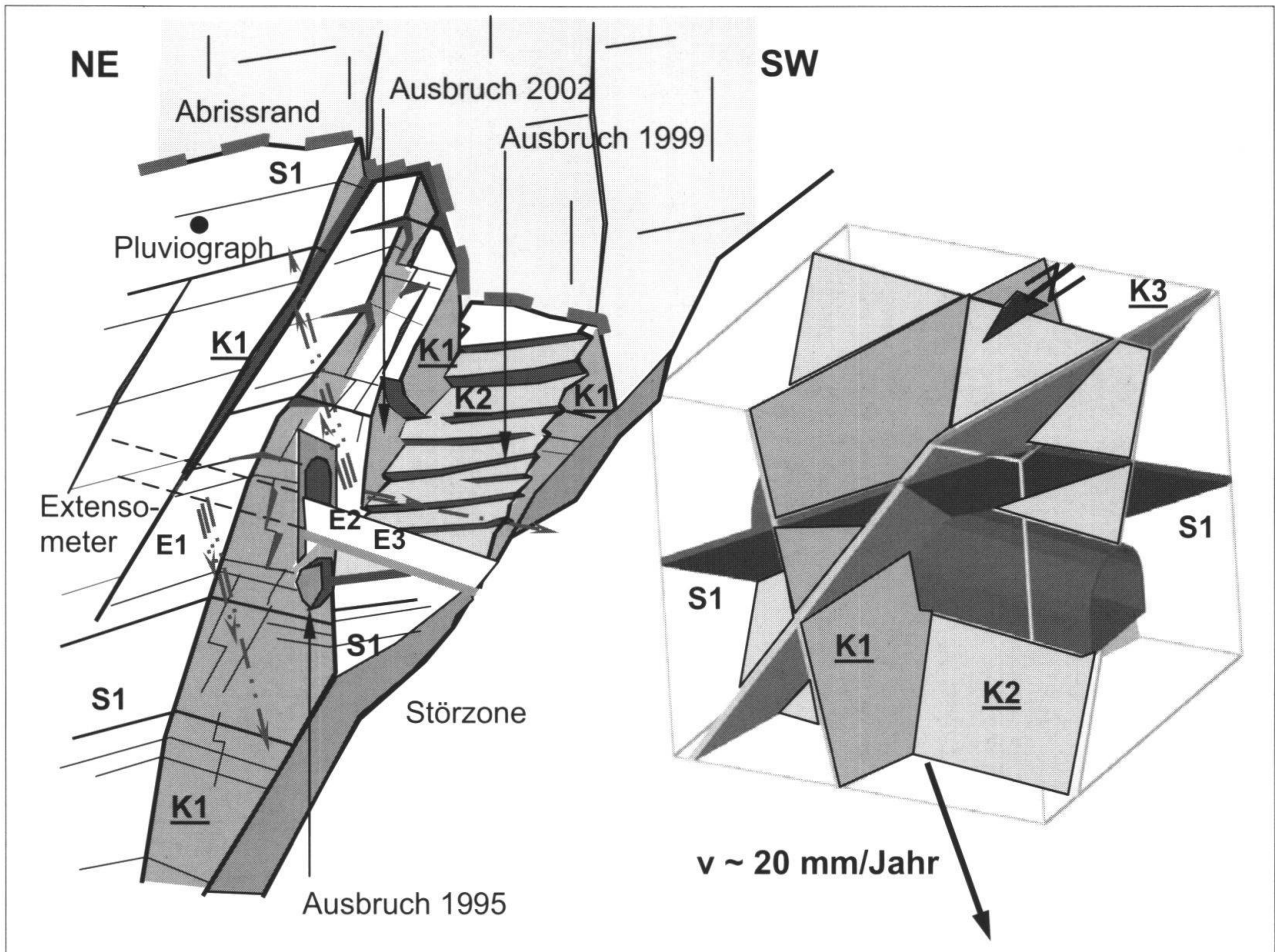 NE
SW
Abrissrand
Ausbruch 2002
Ausbruch 1999
S1
Pluviograph
K1
K1
K2
K1
Extenso-
meter
E1
E2
E3
S1
S1
Störzone
K1
Ausbruch 1995
K3
S1
S1
K1
K2
v ~ 20 mm/Jahr